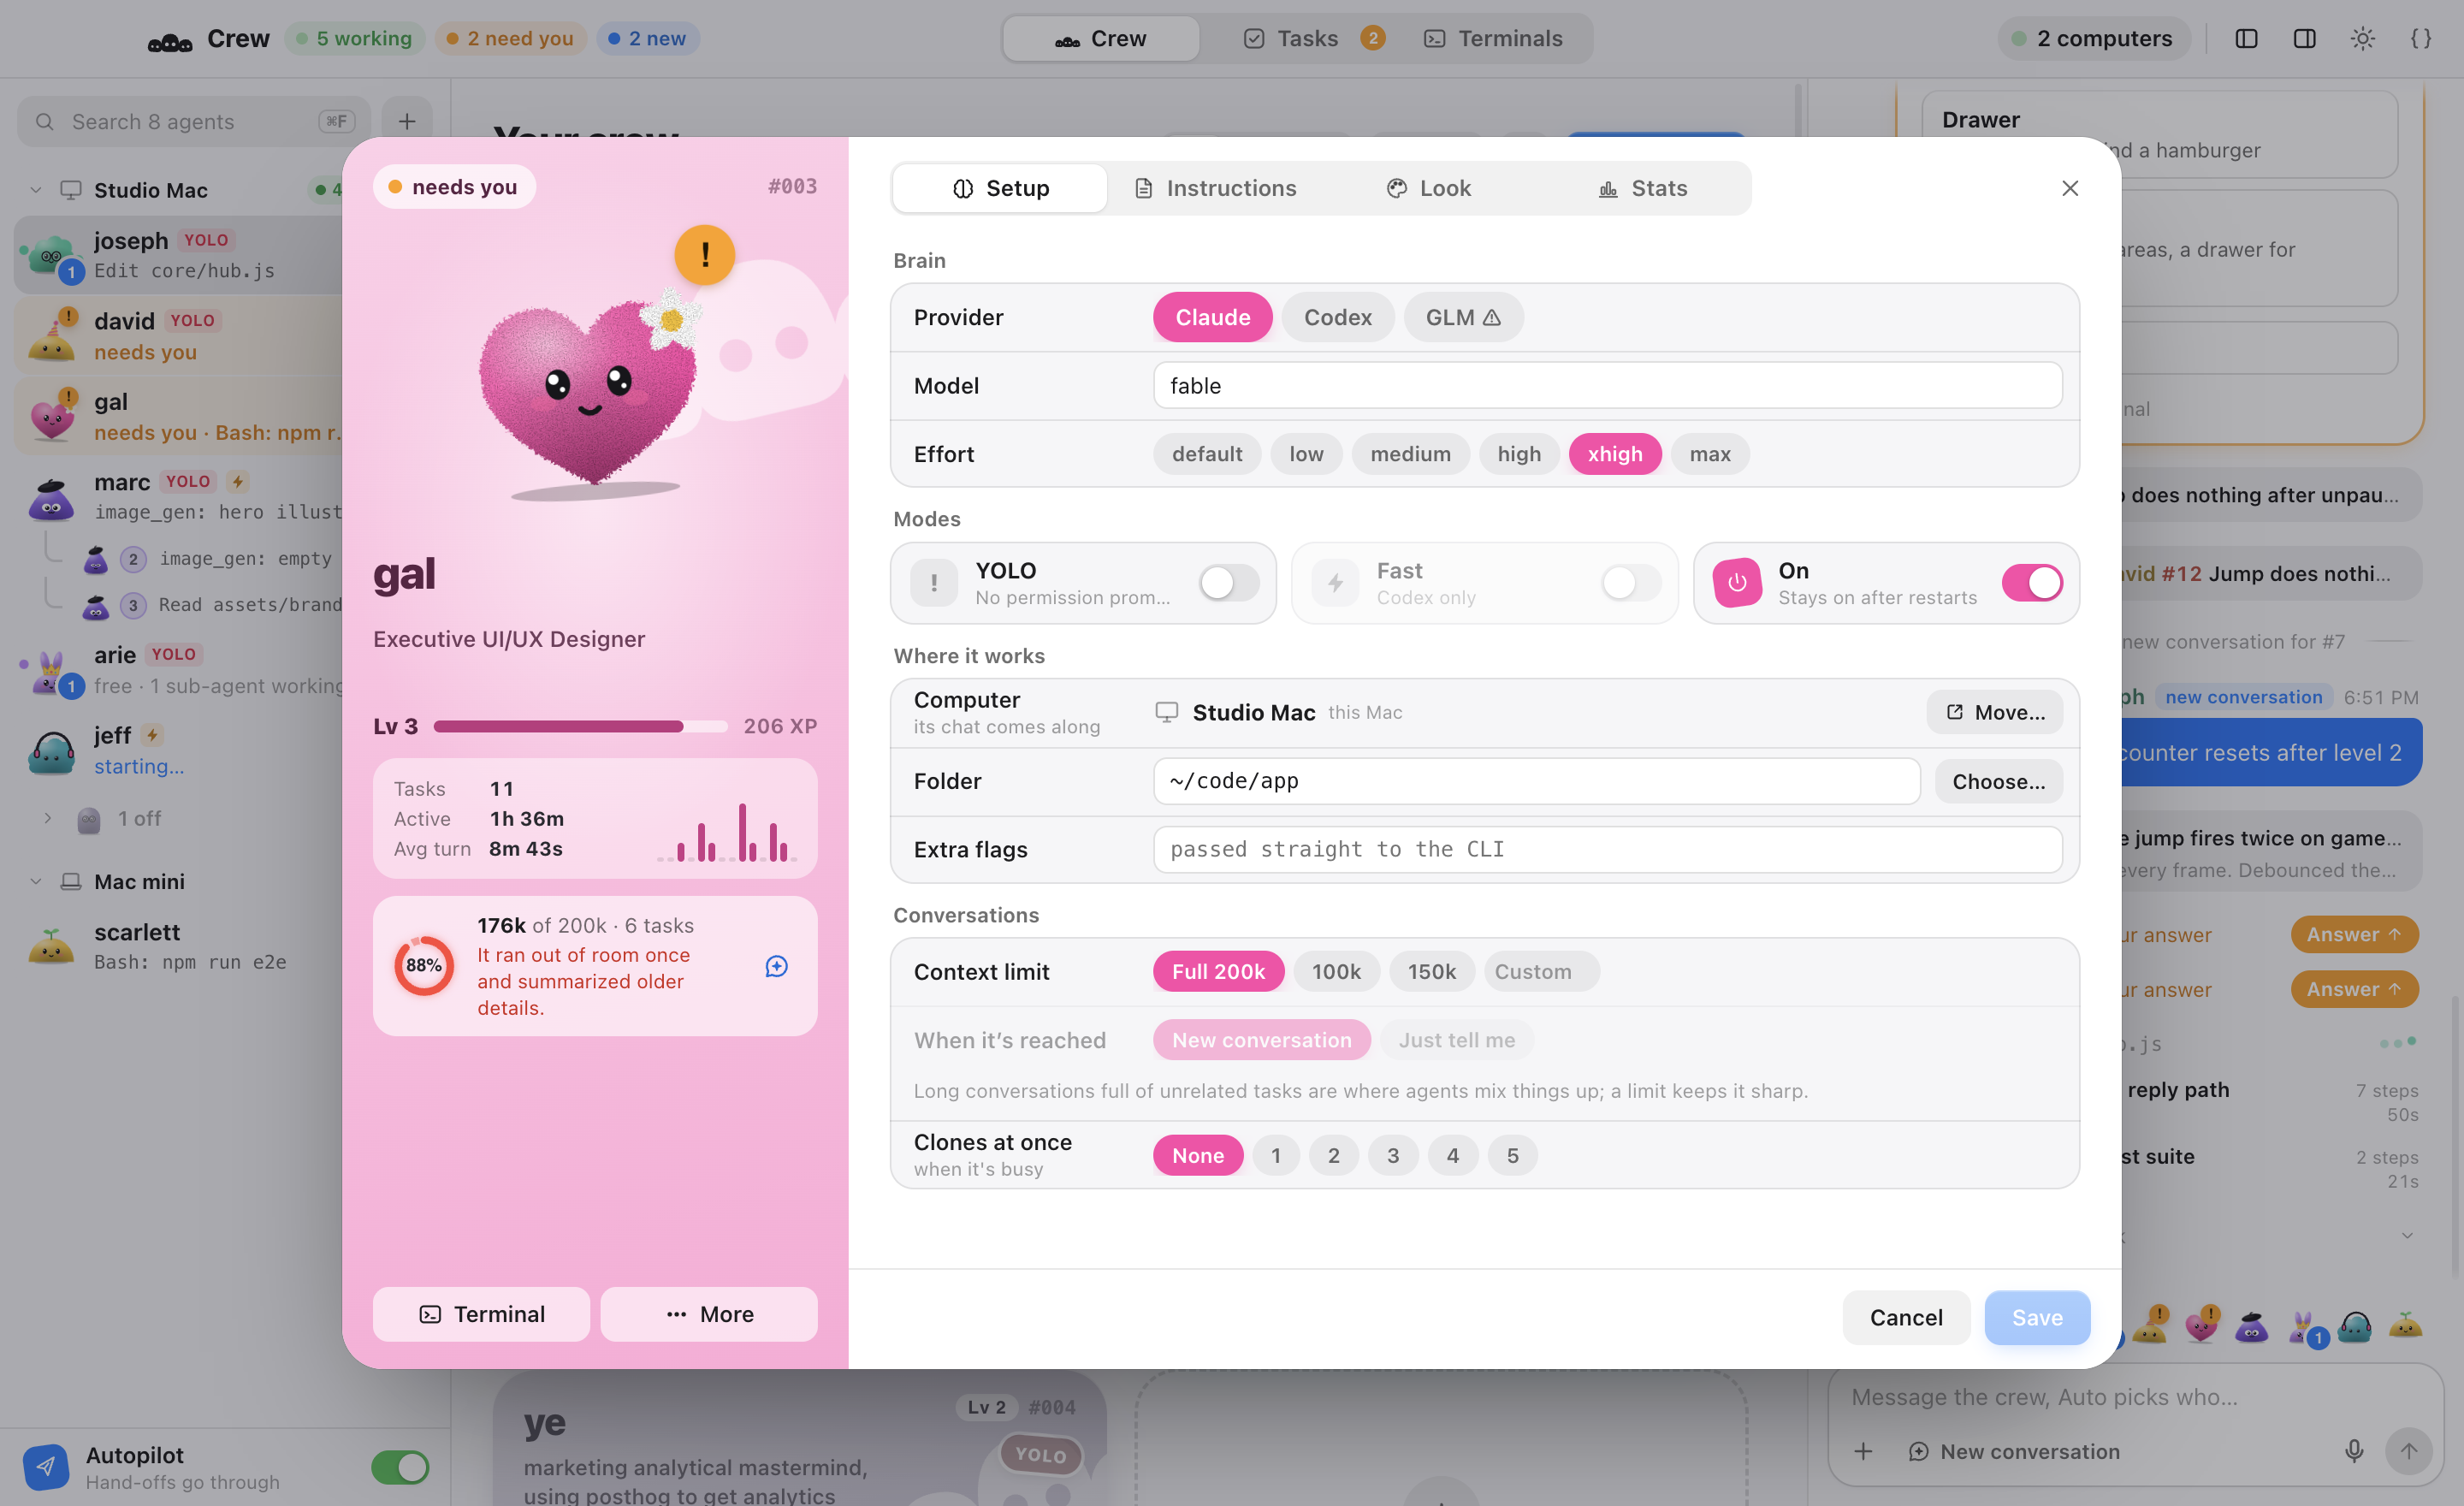 Crew
5 working
2 need you
2 new
Crew
Tasks
2
Terminals
2 computers
Search 8 agents
⌘F
Studio Mac
4
joseph YOLO
1
Edit core/hub.js
david YOLO
needs you
gal
needs you · Bash: npm r…
marc YOLO
image_gen: hero illust
2 image_gen: empty
3 Read assets/brand
arie YOLO
1
free · 1 sub-agent working
jeff
starting…
1 off
Mac mini
scarlett
Bash: npm run e2e
Autopilot
Hand-offs go through
needs you
#003
!
gal
Executive UI/UX Designer
Lv 3
206 XP
Tasks 11
Active 1h 36m
Avg turn 8m 43s
88%
176k of 200k · 6 tasks
It ran out of room once
and summarized older
details.
Terminal
More
Setup
Instructions
Look
Stats
Brain
Provider
Claude
Codex
GLM
Model
fable
Effort
default
low
medium
high
xhigh
max
Modes
YOLO
No permission prom…
Fast
Codex only
On
Stays on after restarts
Where it works
Computer
its chat comes along
Studio Mac this Mac
Move…
Folder
~/code/app
Choose…
Extra flags
passed straight to the CLI
Conversations
Context limit
Full 200k
100k
150k
Custom
When it’s reached
New conversation
Just tell me
Long conversations full of unrelated tasks are where agents mix things up; a limit keeps it sharp.
Clones at once
when it's busy
None
1
2
3
4
5
Cancel
Save
Drawer
a hamburger
areas, a drawer for
does nothing after unpau…
#12 Jump does nothi…
new conversation for #7
new conversation 6:51 PM
counter resets after level 2
jump fires twice on game…
every frame. Debounced the…
answer
Answer ↑
answer
Answer ↑
reply path
7 steps
50s
suite
2 steps
21s
1
Message the crew, Auto picks who…
New conversation
ye
Lv 2
#004
YOLO
marketing analytical mastermind,
using posthog to get analytics